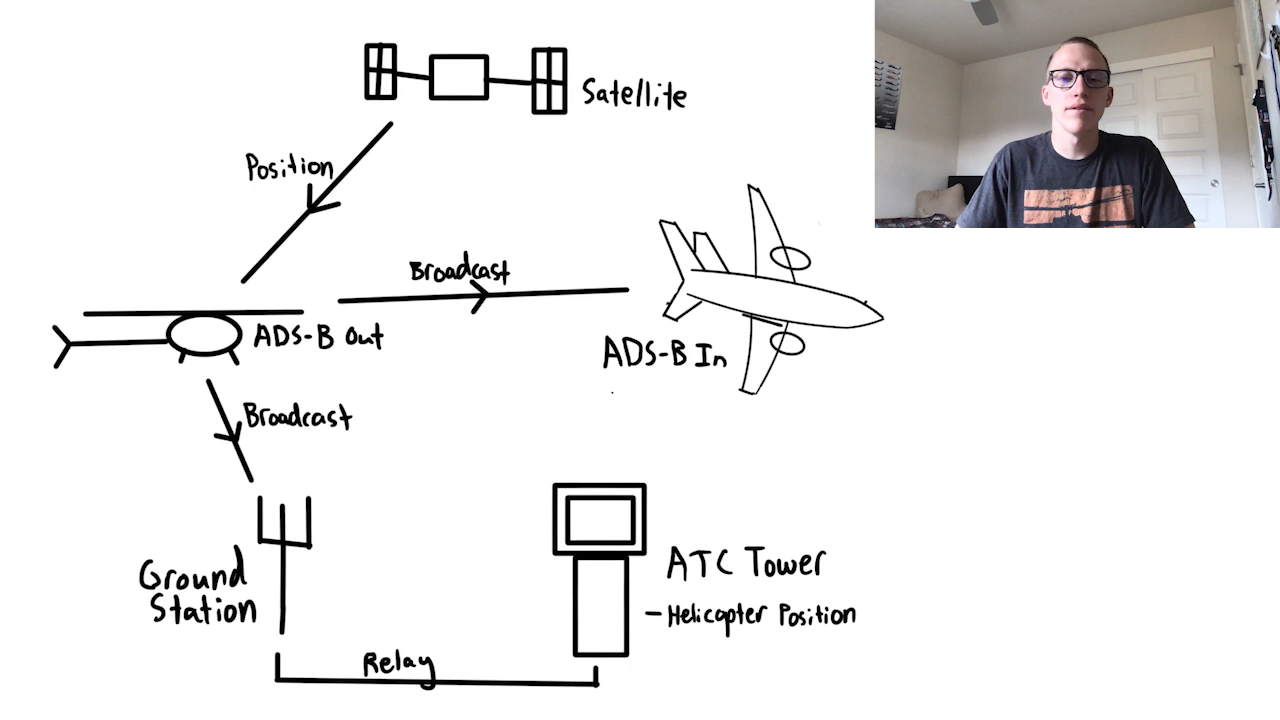 Satellite
Position
Broadcast
ADS-B Out
ADS-B In
Broadcast
Ground
Station
ATC Tower
- Helicopter Position
Relay